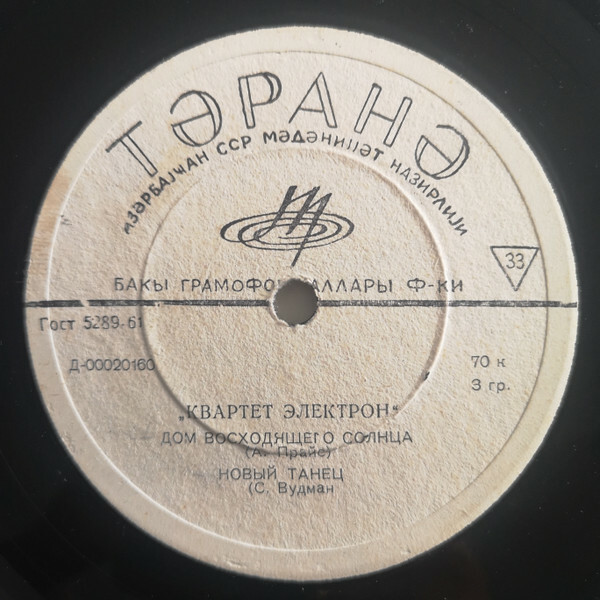 ТӘРАНӘ
АЗӘРБАЈҸАН ССР МӘДӘНИЈЈӘТ НАЗИРЛИЈИ
33
БАКЫ ГРАМОФОН ВАЛЛАРЫ Ф-КИ
Гост 5289-61
Д-00020160
70 к
3 гр.
„КВАРТЕТ ЭЛЕКТРОН“
ДОМ ВОСХОДЯЩЕГО СОЛНЦА
(А. Прайс)
НОВЫЙ ТАНЕЦ
(С. Вудман